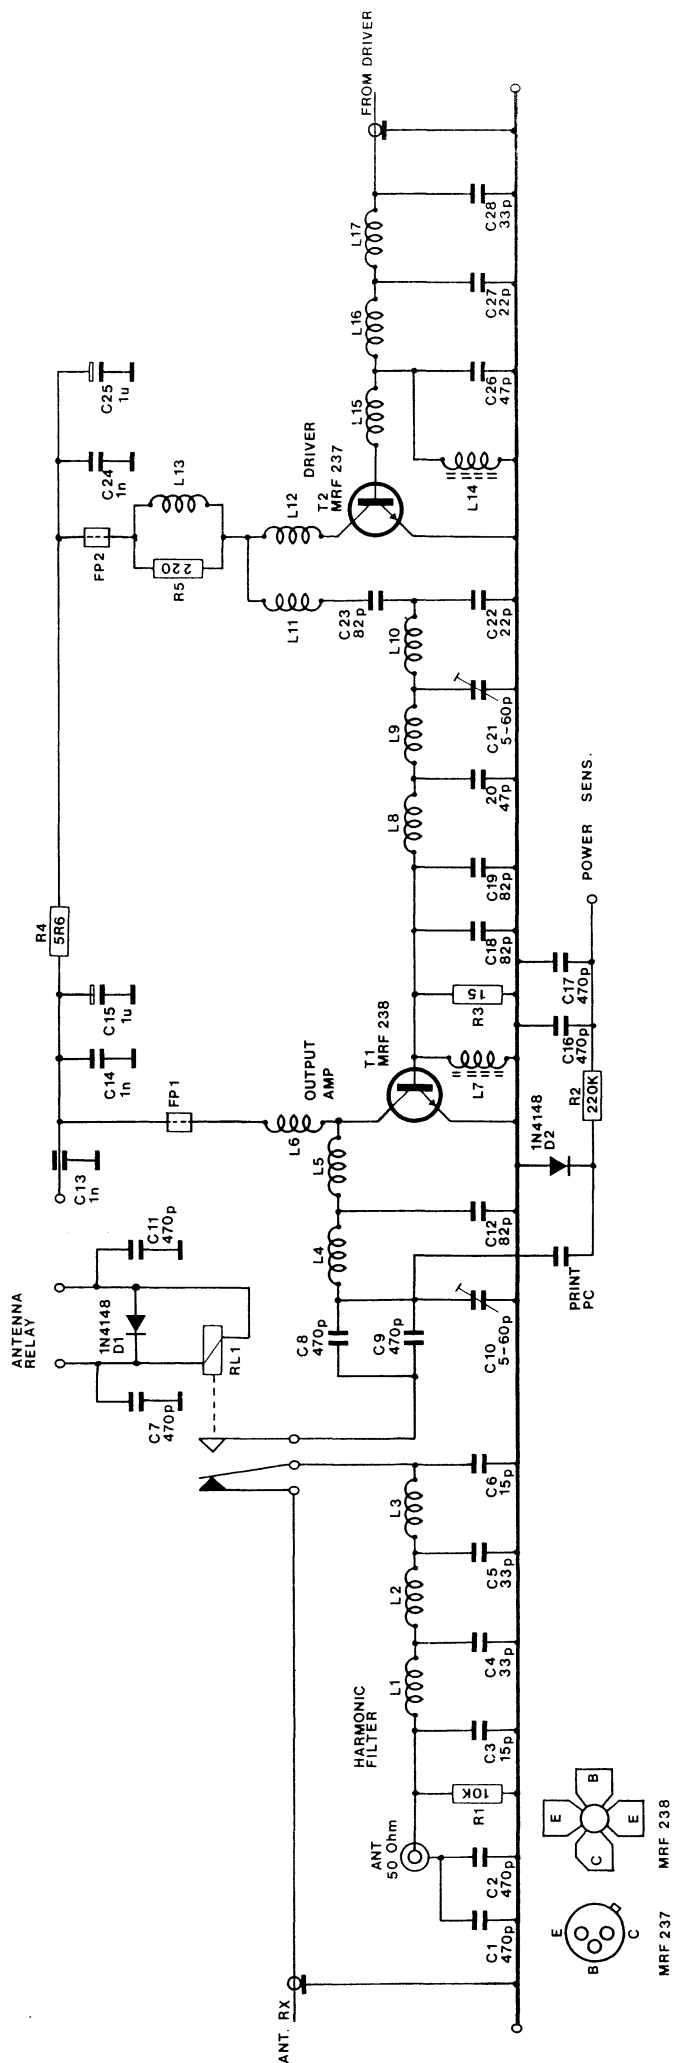 ANT. RX
C1
470p
C2
470p
ANT
50 Ohm
R1
10K
HARMONIC
FILTER
C3
15p
L1
C4
33p
L2
C5
33p
L3
C6
15p
ANTENNA
RELAY
C7
470p
1N4148
D1
C11
470p
RL1
C8
470p
C9
470p
C10
5-60p
L4
C12
82p
L5
L6
OUTPUT
AMP
C13
1n
FP1
C14
1n
C15
1u
R4
5R6
T1
MRF 238
L7
R3
15
PRINT
PC
1N4148
D2
R2
220K
C16
470p
C17
470p
POWER SENS.
C18
82p
C19
82p
L8
20
47p
L9
C21
5-60p
L10
C22
22p
C23
82p
L11
L12
R5
220
L13
FP2
C24
1n
C25
1u
DRIVER
T2
MRF 237
L14
L15
C26
47p
L16
C27
22p
L17
C28
33p
FROM DRIVER
E
B
C
MRF 237
E
B
C
E
MRF 238